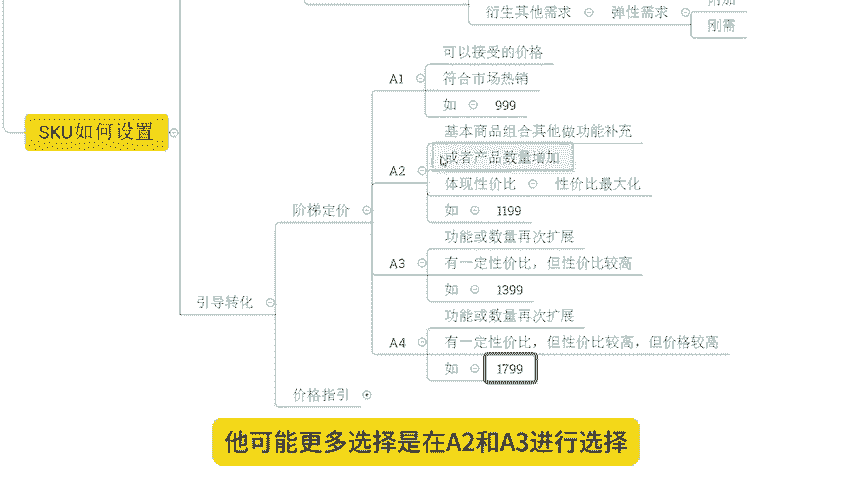 附加
衍生其他需求 弹性需求
刚需
可以接受的价格
A1 符合市场热销
如 999
SKU如何设置
基本商品组合其他做功能补充
或者产品数量增加
A2
体现性价比 性价比最大化
如 1199
阶梯定价
功能或数量再次扩展
A3 有一定性价比，但性价比较高
如 1399
引导转化
功能或数量再次扩展
A4 有一定性价比，但性价比较高，但价格较高
如 1799
价格指引
他可能更多选择是在A2和A3进行选择